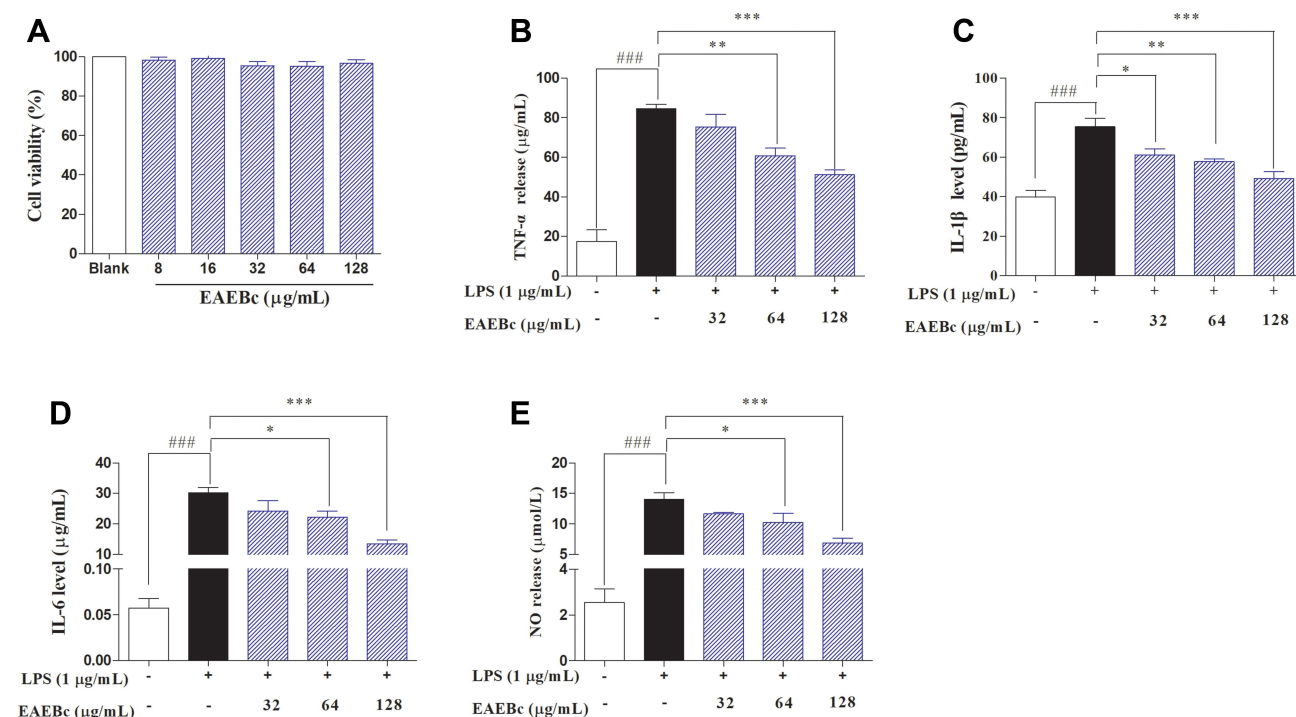 A
Cell viability (%)
100
80
60
40
20
0
Blank 8 16 32 64 128
EAEBc (μg/mL)
B
***
**
###
TNF-α release (μg/mL)
100
80
60
40
20
0
LPS (1 μg/mL) - + + + +
EAEBc (μg/mL) - - 32 64 128
C
***
**
*
###
IL-1β level (pg/mL)
100
80
60
40
20
0
LPS (1 μg/mL) - + + + +
EAEBc (μg/mL) - - 32 64 128
D
***
*
###
IL-6 level (μg/mL)
40
30
20
10
0.10
0.05
0.00
LPS (1 μg/mL) - + + + +
EAEBc (μg/mL) - - 32 64 128
E
***
*
###
NO release (μmol/L)
20
15
10
5
4
2
0
LPS (1 μg/mL) - + + + +
EAEBc (μg/mL) - - 32 64 128